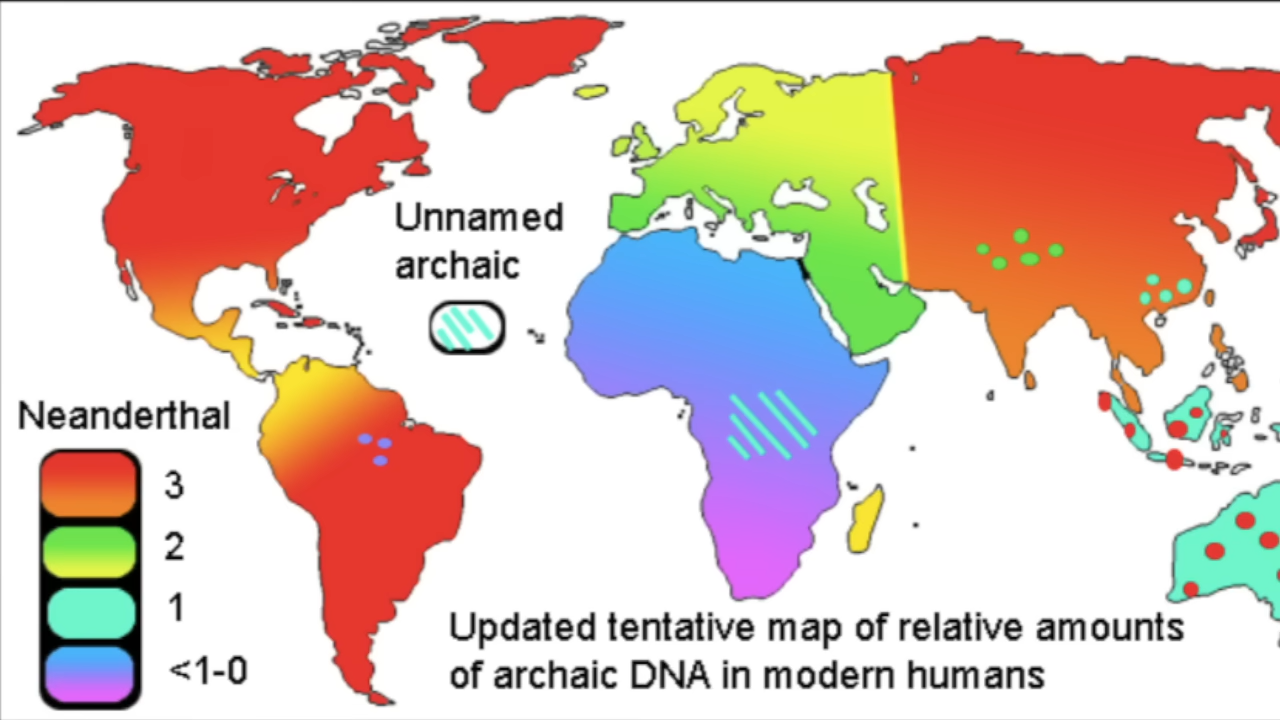 Unnamed
archaic
Neanderthal
3
2
1
<1-0
Updated tentative map of relative amounts
of archaic DNA in modern humans